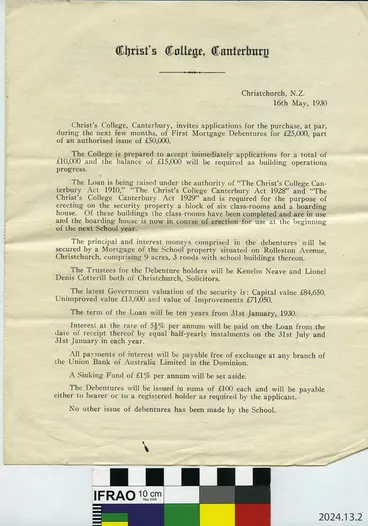 Christ's College, Canterbury
Christchurch, N.Z.
16th May, 1930
Christ's College, Canterbury, invites applications for the purchase, at par,
during the next few months, of First Mortgage Debentures for £25,000, part
of an authorised issue of £50,000.
The College is prepared to accept immediately applications for a total of
£10,000 and the balance of £15,000 will be required as building operations
progress.
The Loan is being raised under the authority of "The Christ's College Can-
terbury Act 1910," "The Christ's College Canterbury Act 1928" and "The
Christ's College Canterbury Act 1929" and is required for the purpose of
erecting on the security property a block of six class-rooms and a boarding
house. Of these buildings the class-rooms have been completed and are in use
and the boarding house is now in course of erection for use at the beginning
of the next School year.
The principal and interest moneys comprised in the debentures will be
secured by a Mortgage of the School property situated on Rolleston Avenue,
Christchurch, comprising 9 acres, 3 roods with school buildings thereon.
The Trustees for the Debenture holders will be Kenelm Neave and Lionel
Denis Cotterill both of Christchurch, Solicitors.
The latest Government valuation of the security is: Capital value £84,650.
Unimproved value £13,600 and value of Improvements £71,050.
The term of the Loan will be ten years from 31st January, 1930.
Interest at the rate of 5½% per annum will be paid on the Loan from the
date of receipt thereof by equal half-yearly instalments on the 31st July and
31st January in each year.
All payments of interest will be payable free of exchange at any branch of
the Union Bank of Australia Limited in the Dominion.
A Sinking Fund of £1% per annum will be set aside.
The Debentures will be issued in sums of £100 each and will be payable
either to bearer or to a registered holder as required by the applicant.
No other issue of debentures has been made by the School.
IFRAO 10 cm
2024.13.2